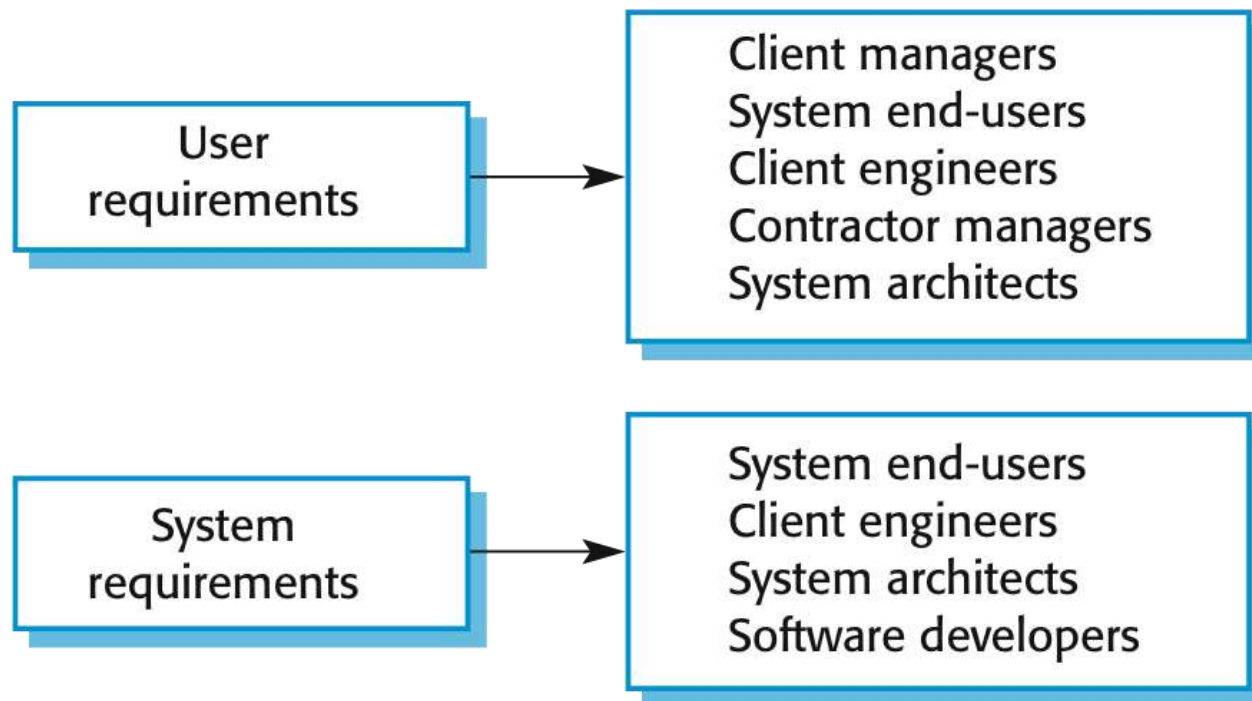 User
requirements
Client managers
System end-users
Client engineers
Contractor managers
System architects
System
requirements
System end-users
Client engineers
System architects
Software developers